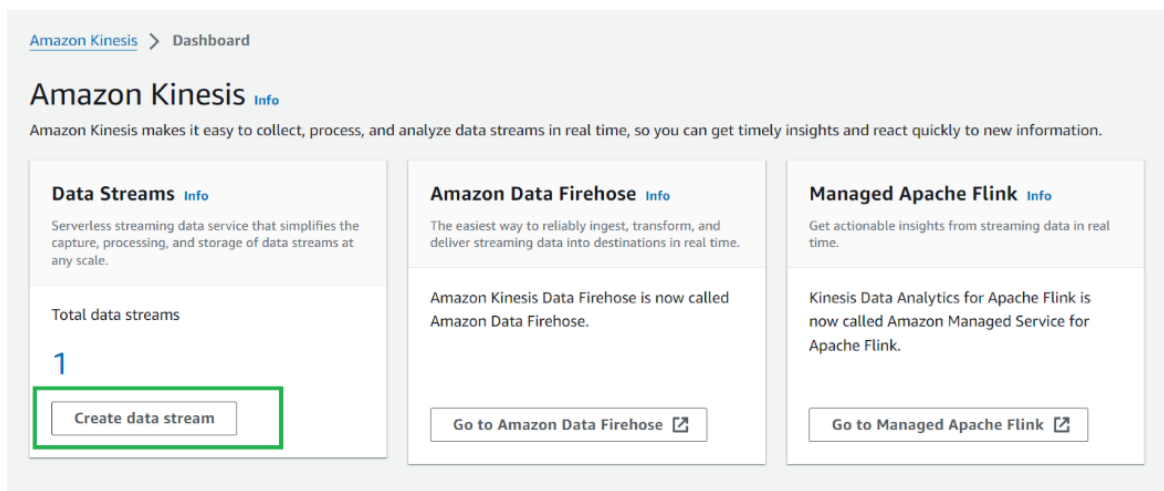 Amazon Kinesis > Dashboard
Amazon Kinesis Info
Amazon Kinesis makes it easy to collect, process, and analyze data streams in real time, so you can get timely insights and react quickly to new information.
Data Streams Info
Serverless streaming data service that simplifies the
capture, processing, and storage of data streams at
any scale.
Total data streams
1
Create data stream
Amazon Data Firehose Info
The easiest way to reliably ingest, transform, and
deliver streaming data into destinations in real time.
Amazon Kinesis Data Firehose is now called
Amazon Data Firehose.
Go to Amazon Data Firehose
Managed Apache Flink Info
Get actionable insights from streaming data in real
time.
Kinesis Data Analytics for Apache Flink is
now called Amazon Managed Service for
Apache Flink.
Go to Managed Apache Flink